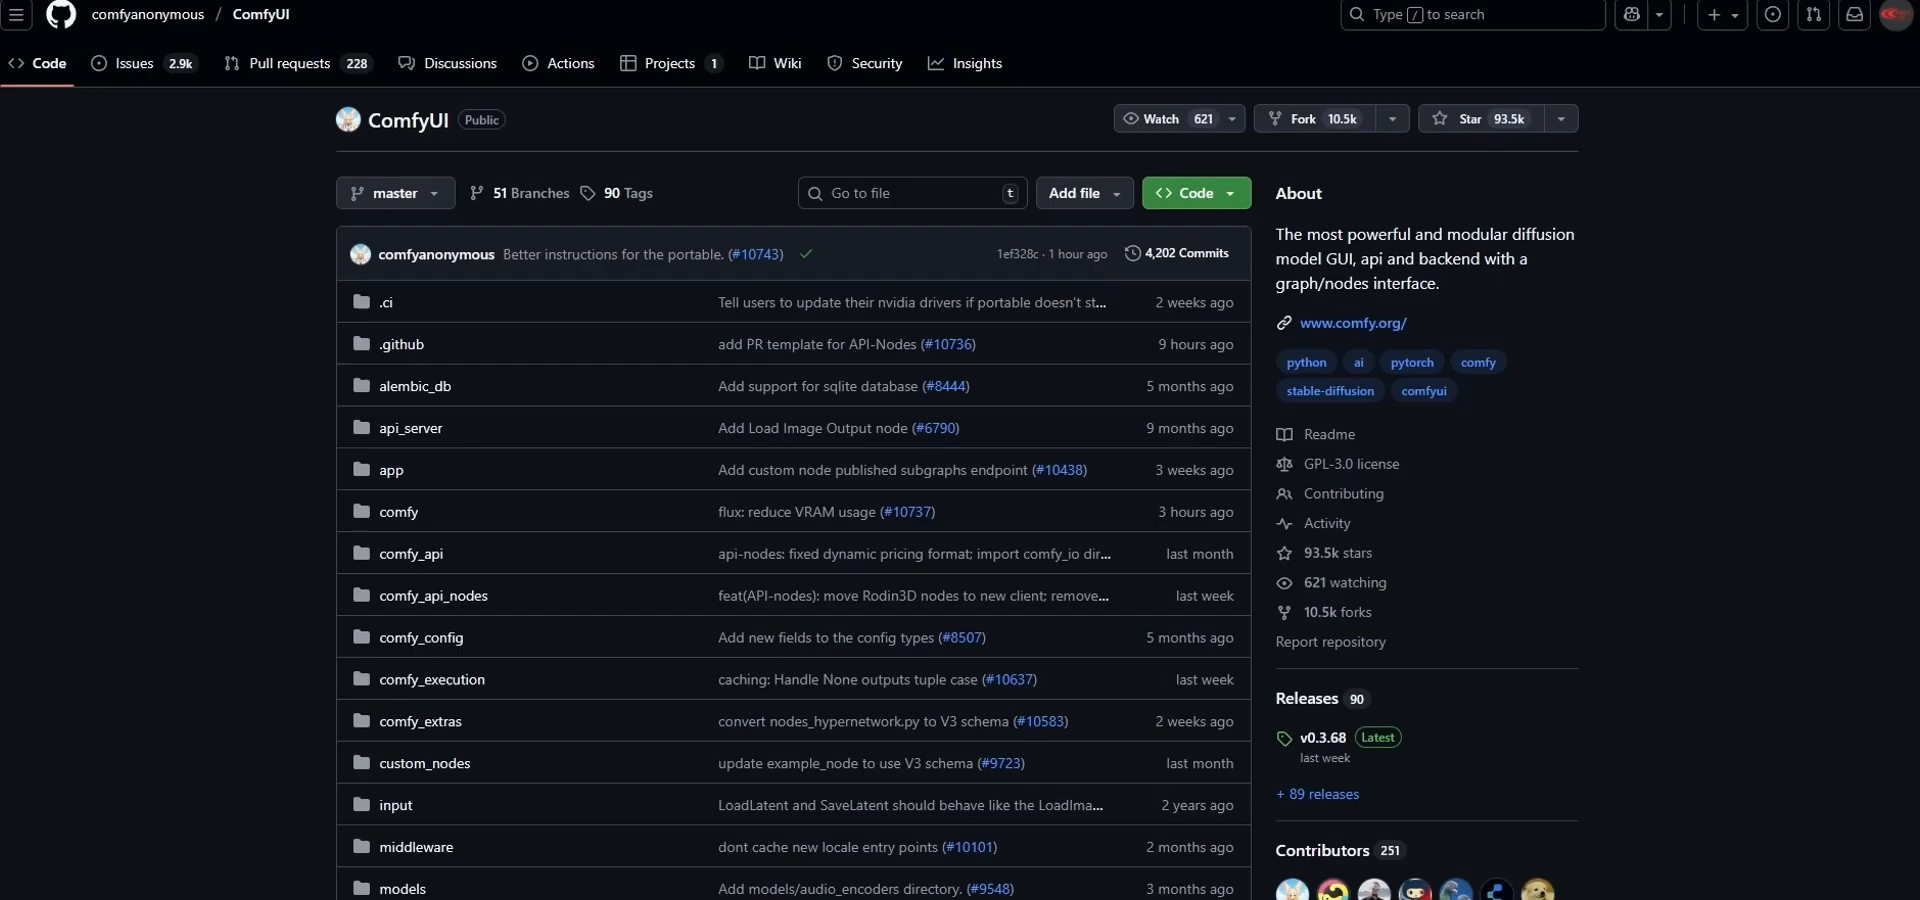 comfyanonymous / ComfyUI
Type / to search
Code Issues 2.9k Pull requests 228 Discussions Actions Projects 1 Wiki Security Insights
ComfyUI Public
Watch 621 Fork 10.5k Star 93.5k
master 51 Branches 90 Tags Go to file t Add file Code
comfyanonymous Better instructions for the portable. (#10743) 1ef328c · 1 hour ago 4,202 Commits
.ci Tell users to update their nvidia drivers if portable doesn't st... 2 weeks ago
.github add PR template for API-Nodes (#10736) 9 hours ago
alembic_db Add support for sqlite database (#8444) 5 months ago
api_server Add Load Image Output node (#6790) 9 months ago
app Add custom node published subgraphs endpoint (#10438) 3 weeks ago
comfy flux: reduce VRAM usage (#10737) 3 hours ago
comfy_api api-nodes: fixed dynamic pricing format; import comfy_io dir... last month
comfy_api_nodes feat(API-nodes): move Rodin3D nodes to new client; remove... last week
comfy_config Add new fields to the config types (#8507) 5 months ago
comfy_execution caching: Handle None outputs tuple case (#10637) last week
comfy_extras convert nodes_hypernetwork.py to V3 schema (#10583) 2 weeks ago
custom_nodes update example_node to use V3 schema (#9723) last month
input LoadLatent and SaveLatent should behave like the LoadIma... 2 years ago
middleware dont cache new locale entry points (#10101) 2 months ago
models Add models/audio_encoders directory. (#9548) 3 months ago
About
The most powerful and modular diffusion
model GUI, api and backend with a
graph/nodes interface.
www.comfy.org/
python ai pytorch comfy
stable-diffusion comfyui
Readme
GPL-3.0 license
Contributing
Activity
93.5k stars
621 watching
10.5k forks
Report repository
Releases 90
v0.3.68 Latest
last week
+ 89 releases
Contributors 251